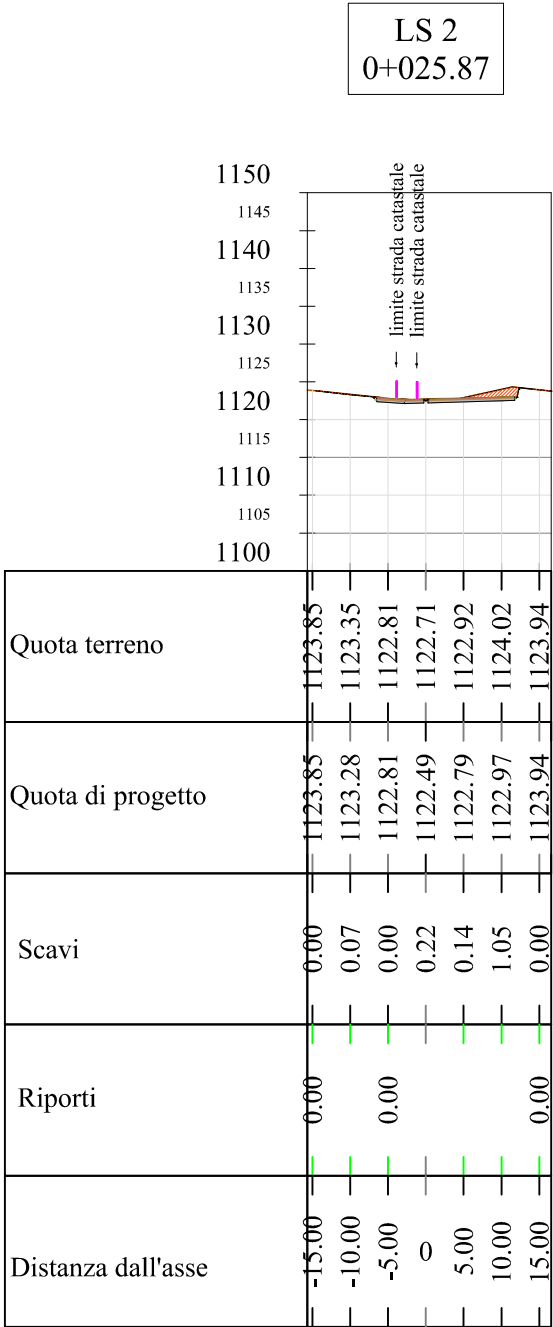 LS 2
0+025.87
limite strada catastale
limite strada catastale
1150
1145
1140
1135
1130
1125
1120
1115
1110
1105
1100
Quota terreno 1123.85 1123.35 1122.81 1122.71 1122.92 1124.02 1123.94
Quota di progetto 1123.85 1123.28 1122.81 1122.49 1122.79 1122.97 1123.94
Scavi 0.00 0.07 0.00 0.22 0.14 1.05 0.00
Riporti 0.00 0.00 0.00
Distanza dall'asse -15.00 -10.00 -5.00 0 5.00 10.00 15.00